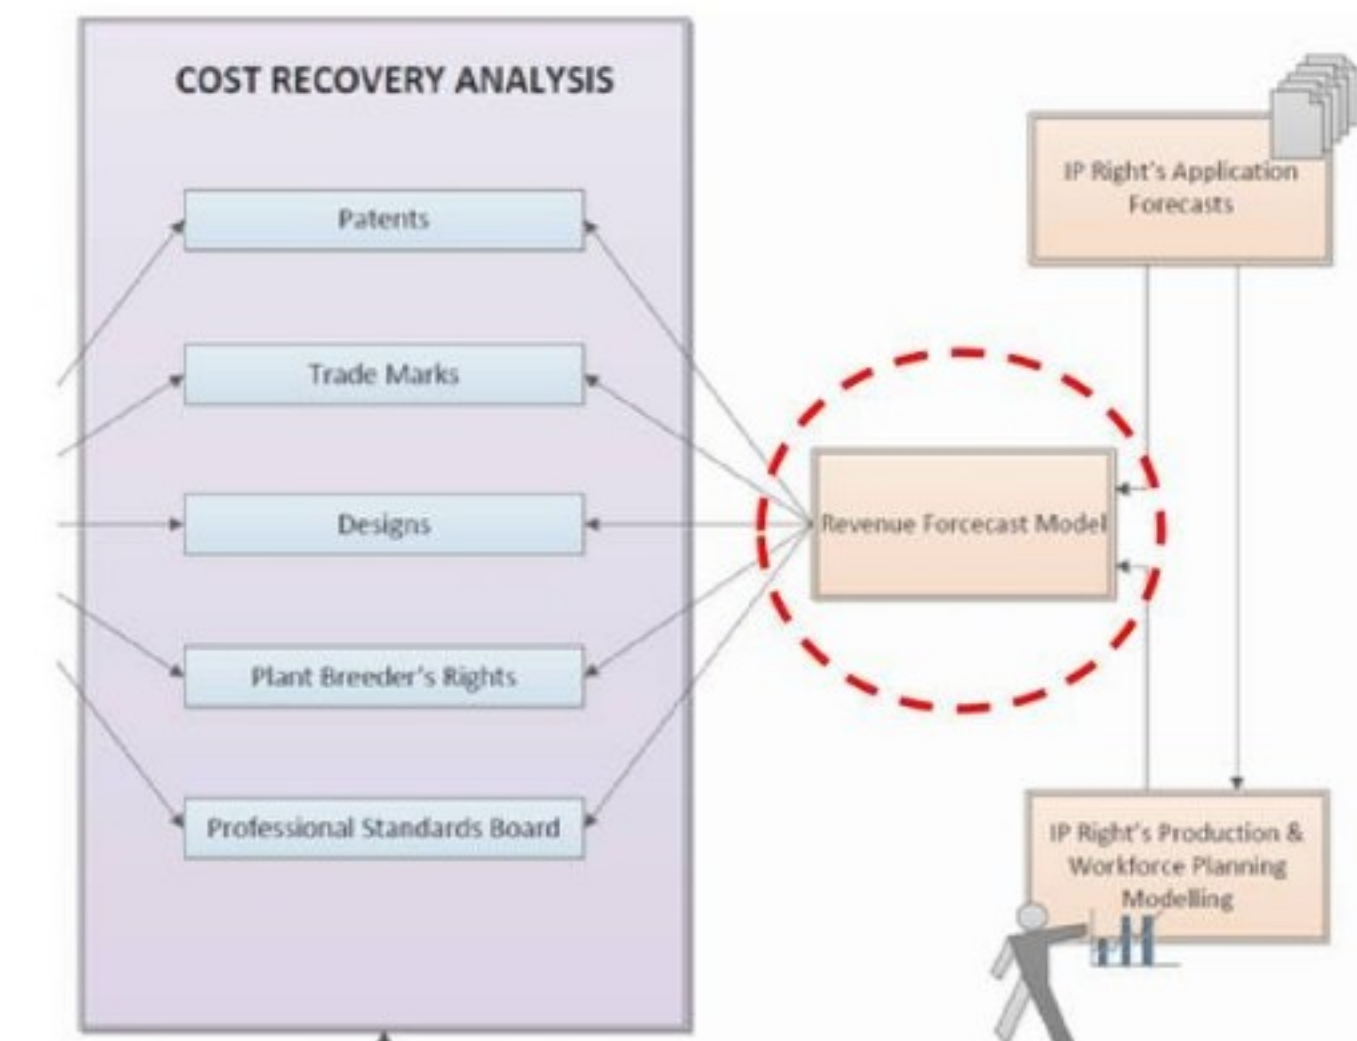 COST RECOVERY ANALYSIS
Patents
Trade Marks
Designs
Plant Breeder's Rights
Professional Standards Board
IP Right's Application
Forecasts
Revenue Forcecast Model
IP Right's Production &
Workforce Planning
Modelling